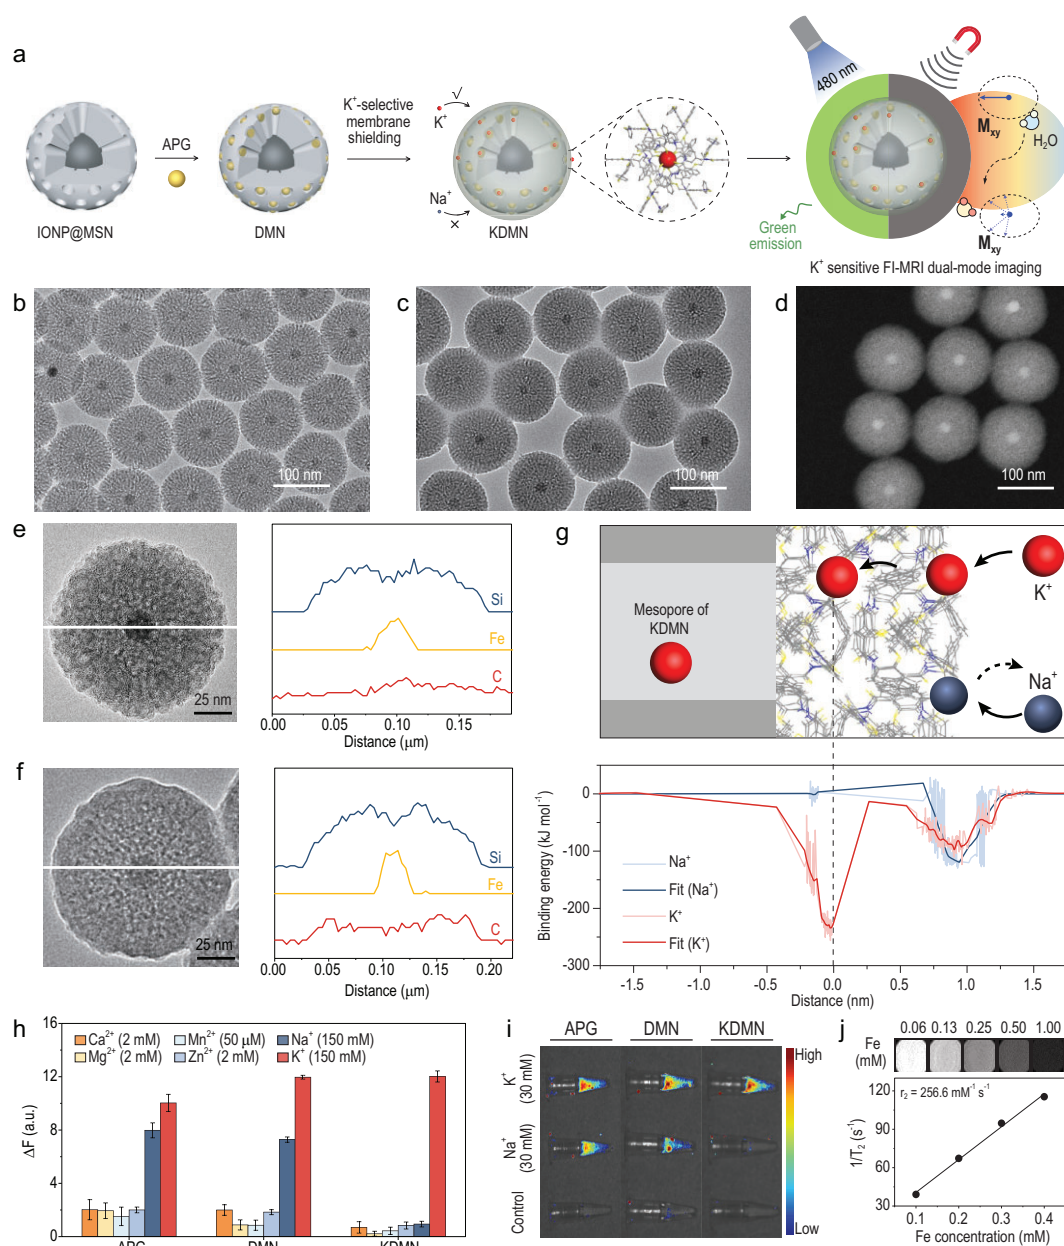 a
IONP@MSN
APG
DMN
K⁺-selective
membrane
shielding
K⁺
√
Na⁺
×
KDMN
480 nm
Green
emission
Mxy
H₂O
Mxy
K⁺ sensitive FI-MRI dual-mode imaging
b
100 nm
c
100 nm
d
100 nm
e
25 nm
Si
Fe
C
0.00 0.05 0.10 0.15
Distance (μm)
f
25 nm
Si
Fe
C
0.00 0.05 0.10 0.15 0.20
Distance (μm)
g
Mesopore of
KDMN
K⁺
Na⁺
Binding energy (kJ mol⁻¹)
0
-100
-200
-300
Na⁺
Fit (Na⁺)
K⁺
Fit (K⁺)
-1.5 -1.0 -0.5 0.0 0.5 1.0 1.5
Distance (nm)
h
ΔF (a.u.)
16
12
8
4
0
Ca²⁺ (2 mM) Mn²⁺ (50 μM) Na⁺ (150 mM)
Mg²⁺ (2 mM) Zn²⁺ (2 mM) K⁺ (150 mM)
APG DMN KDMN
i
APG DMN KDMN
K⁺
(30 mM)
Na⁺
(30 mM)
Control
High
Low
j
0.06 0.13 0.25 0.50 1.00
Fe
(mM)
r₂ = 256.6 mM⁻¹ s⁻¹
1/T₂ (s⁻¹)
120
90
60
30
0.1 0.2 0.3 0.4
Fe concentration (mM)